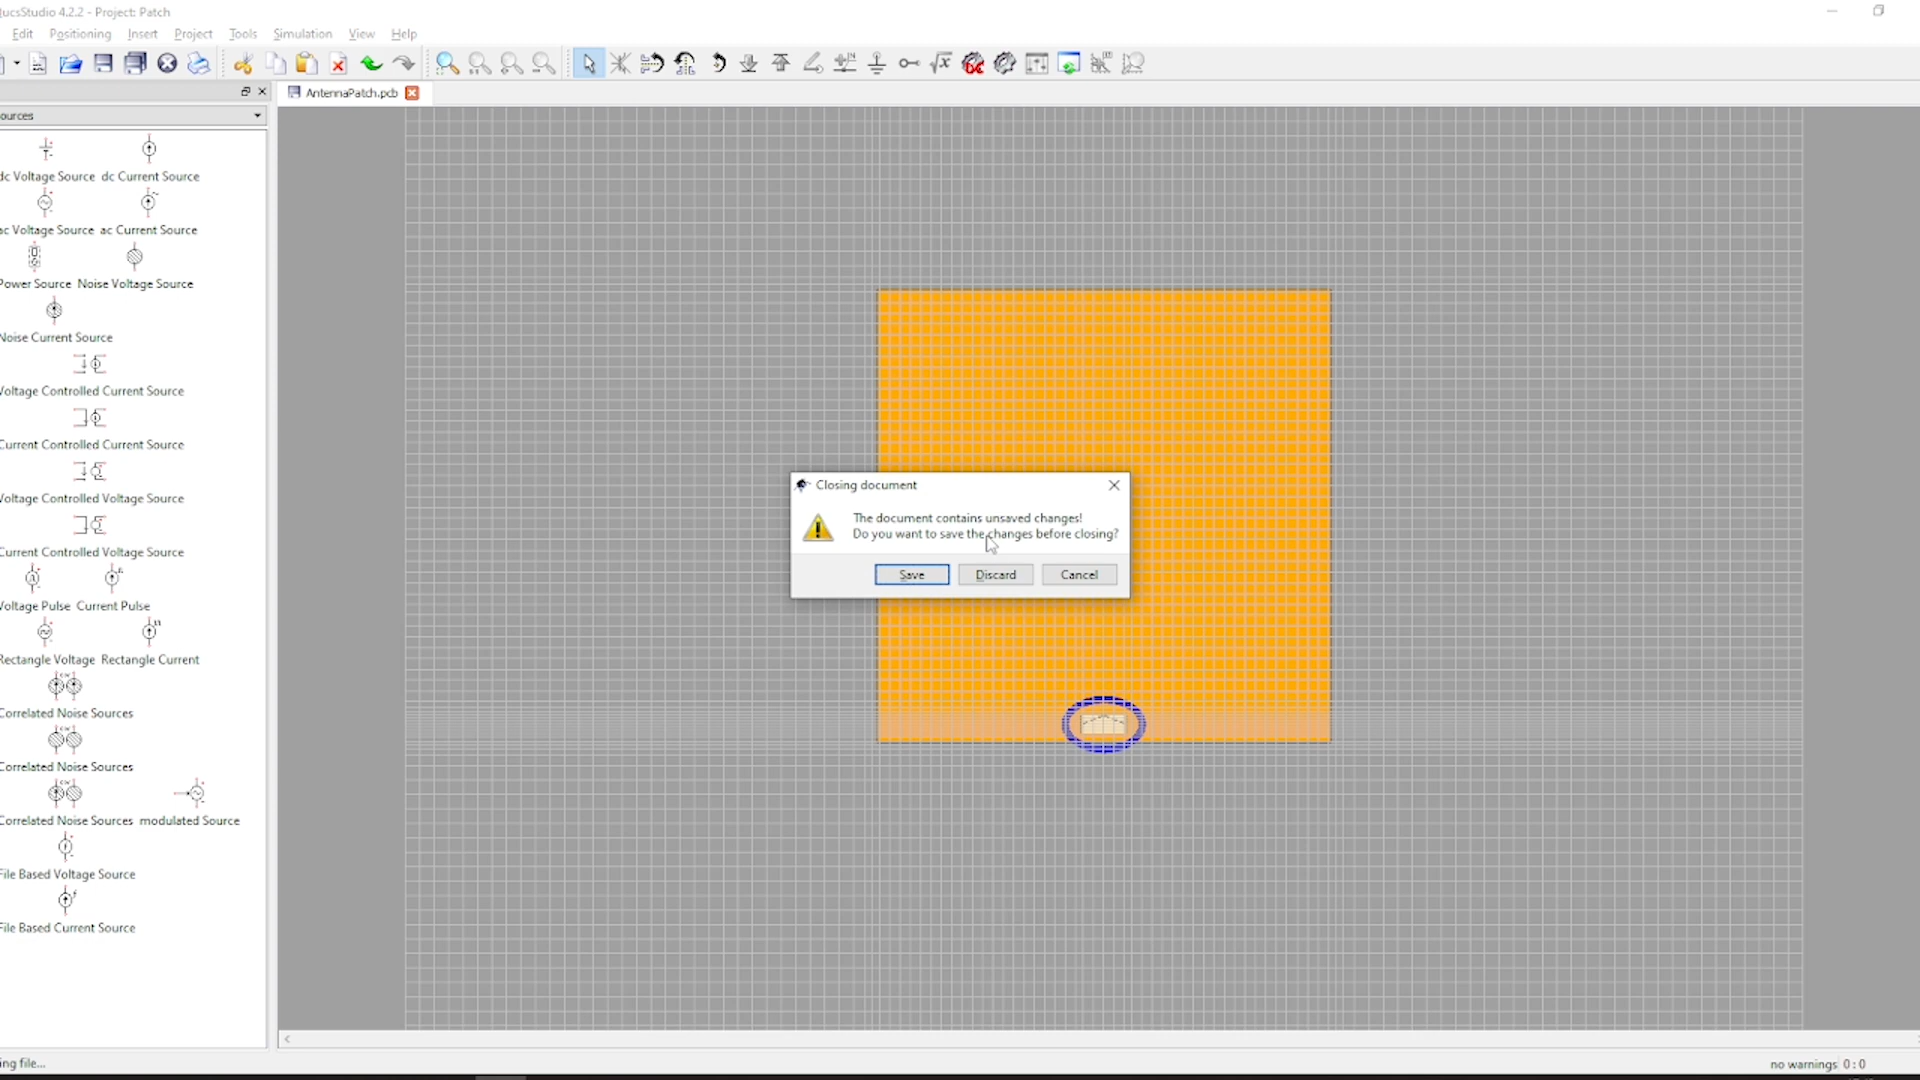 ucsStudio 4.2.2 - Project: Patch
Edit Positioning Insert Project Tools Simulation View Help
AntennaPatch.pcb
ources
dc Voltage Source dc Current Source
ac Voltage Source ac Current Source
Power Source Noise Voltage Source
Noise Current Source
Voltage Controlled Current Source
Current Controlled Current Source
Voltage Controlled Voltage Source
Current Controlled Voltage Source
Voltage Pulse Current Pulse
Rectangle Voltage Rectangle Current
Correlated Noise Sources
Correlated Noise Sources
Correlated Noise Sources modulated Source
File Based Voltage Source
File Based Current Source
Closing document
The document contains unsaved changes!
Do you want to save the changes before closing?
Save Discard Cancel
ing file...
no warnings 0 : 0